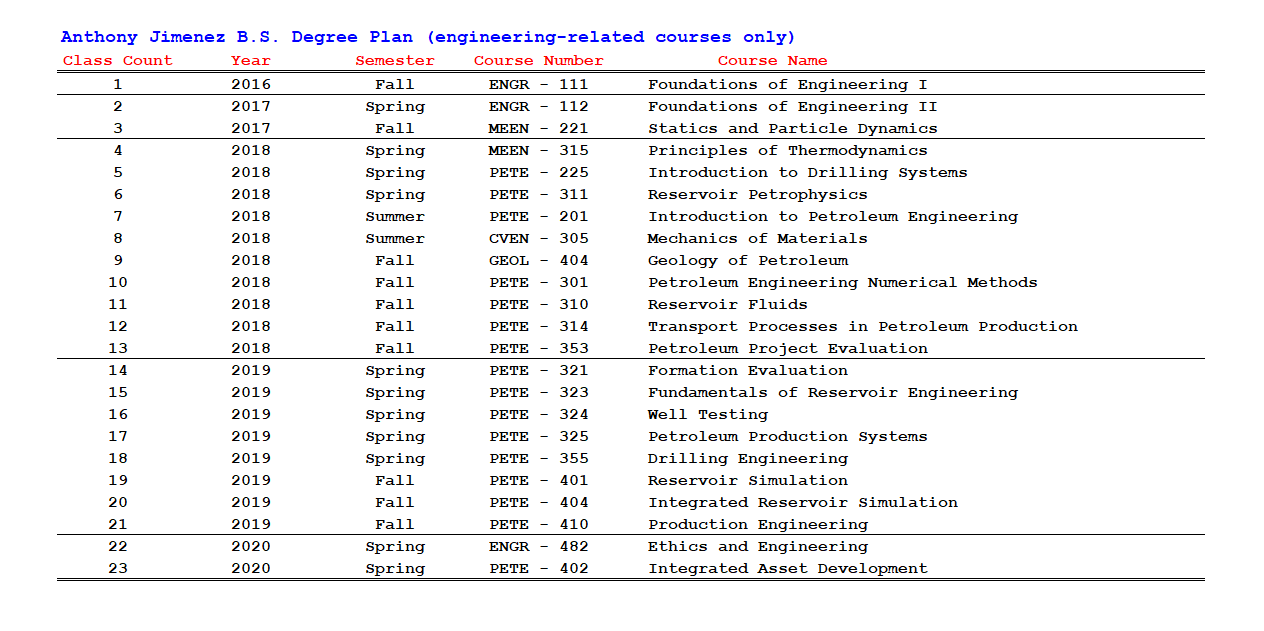 Anthony Jimenez B.S. Degree Plan (engineering-related courses only)
Class Count Year Semester Course Number Course Name
1 2016 Fall ENGR - 111 Foundations of Engineering I
2 2017 Spring ENGR - 112 Foundations of Engineering II
3 2017 Fall MEEN - 221 Statics and Particle Dynamics
4 2018 Spring MEEN - 315 Principles of Thermodynamics
5 2018 Spring PETE - 225 Introduction to Drilling Systems
6 2018 Spring PETE - 311 Reservoir Petrophysics
7 2018 Summer PETE - 201 Introduction to Petroleum Engineering
8 2018 Summer CVEN - 305 Mechanics of Materials
9 2018 Fall GEOL - 404 Geology of Petroleum
10 2018 Fall PETE - 301 Petroleum Engineering Numerical Methods
11 2018 Fall PETE - 310 Reservoir Fluids
12 2018 Fall PETE - 314 Transport Processes in Petroleum Production
13 2018 Fall PETE - 353 Petroleum Project Evaluation
14 2019 Spring PETE - 321 Formation Evaluation
15 2019 Spring PETE - 323 Fundamentals of Reservoir Engineering
16 2019 Spring PETE - 324 Well Testing
17 2019 Spring PETE - 325 Petroleum Production Systems
18 2019 Spring PETE - 355 Drilling Engineering
19 2019 Fall PETE - 401 Reservoir Simulation
20 2019 Fall PETE - 404 Integrated Reservoir Simulation
21 2019 Fall PETE - 410 Production Engineering
22 2020 Spring ENGR - 482 Ethics and Engineering
23 2020 Spring PETE - 402 Integrated Asset Development